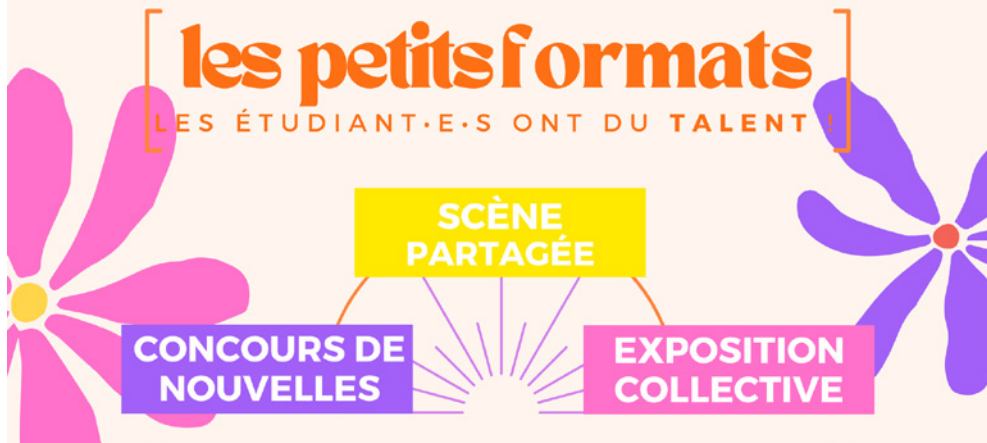 les petits formats
LES ÉTUDIANT·E·S ONT DU TALENT !
SCÈNE
PARTAGÉE
CONCOURS DE
NOUVELLES
EXPOSITION
COLLECTIVE